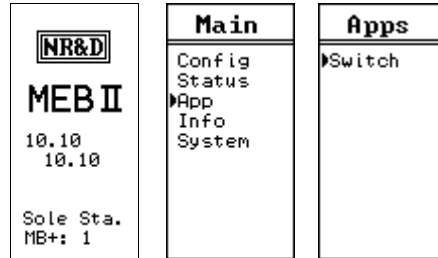 NR&D
MEB II
10.10
10.10
Sole Sta.
MB+: 1
Main
Config
Status
App
Info
System
Apps
Switch